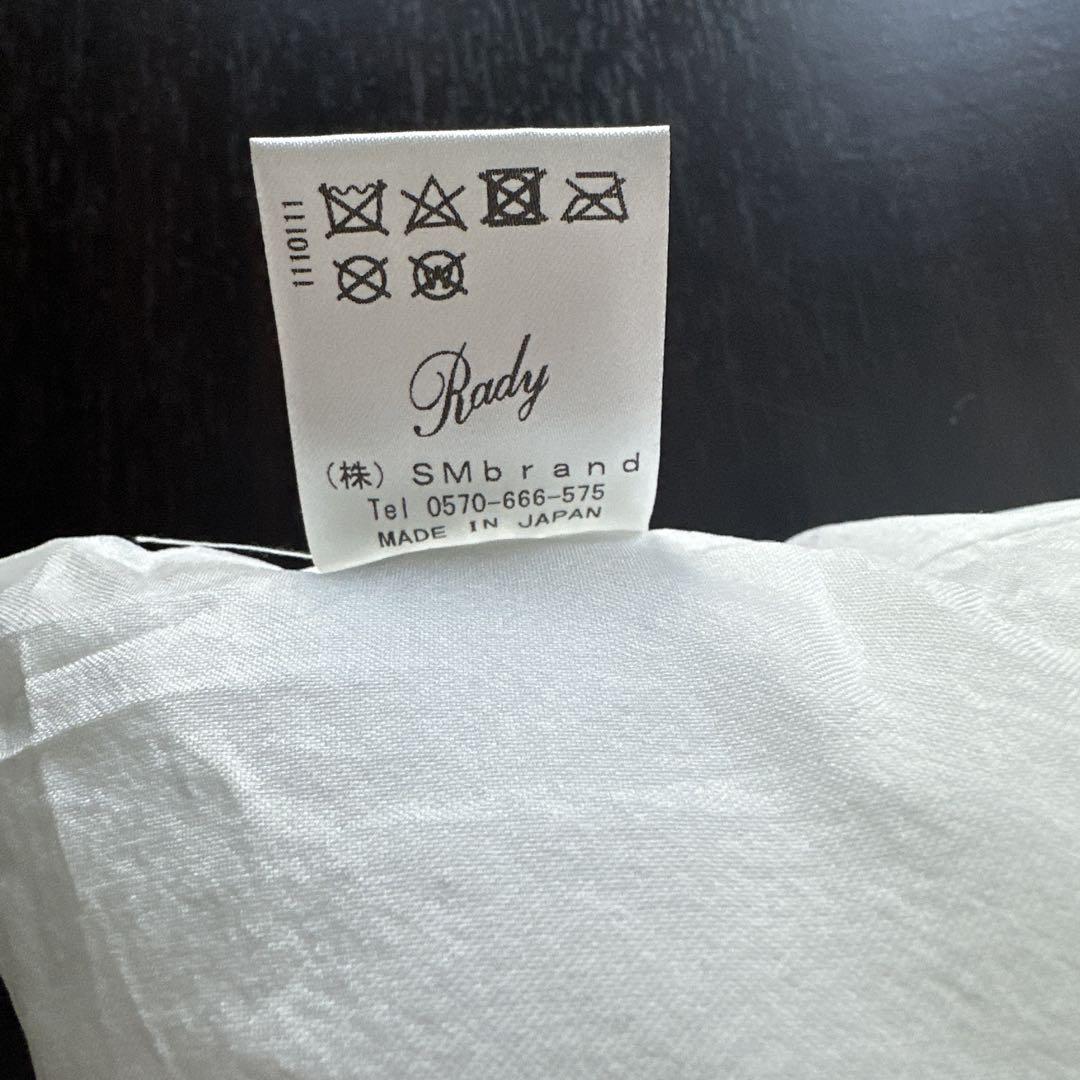 1110111
W
Rady
(株) SMbrand
Tel 0570-666-575
MADE IN JAPAN